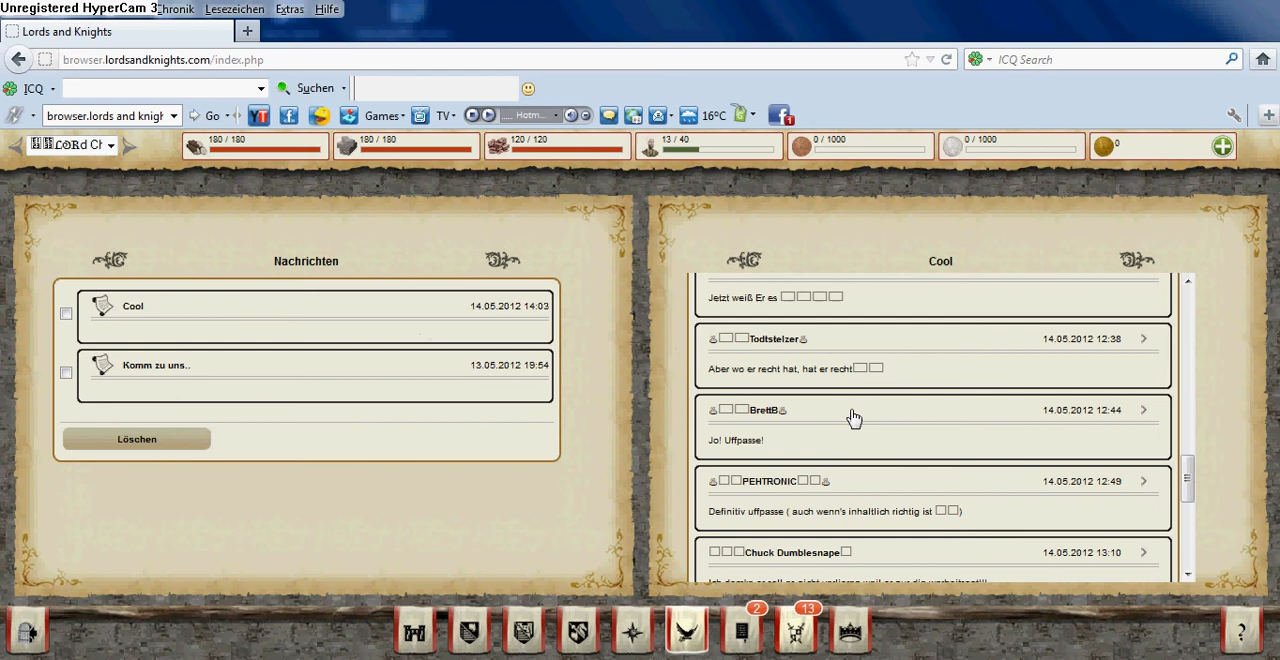 Unregistered HyperCam 3
Chronik Lesezeichen Extras Hilfe
Lords and Knights
browser.lordsandknights.com/index.php
ICQ Search
ICQ
Suchen
browser.lords and knigh
Go
YT
Games
TV
.... Hotm...
16°C
1
LORd Ch
180 / 180
180 / 180
120 / 120
13 / 40
0 / 1000
0 / 1000
0
Nachrichten
Cool 14.05.2012 14:03
Komm zu uns.. 13.05.2012 19:54
Löschen
Cool
Jetzt weiß Er es
Todtstelzer 14.05.2012 12:38
Aber wo er recht hat, hat er recht
BrettB 14.05.2012 12:44
Jo! Uffpasse!
PEHTRONIC 14.05.2012 12:49
Definitiv uffpasse ( auch wenn's inhaltlich richtig ist )
Chuck Dumblesnape 14.05.2012 13:10
2
13
?